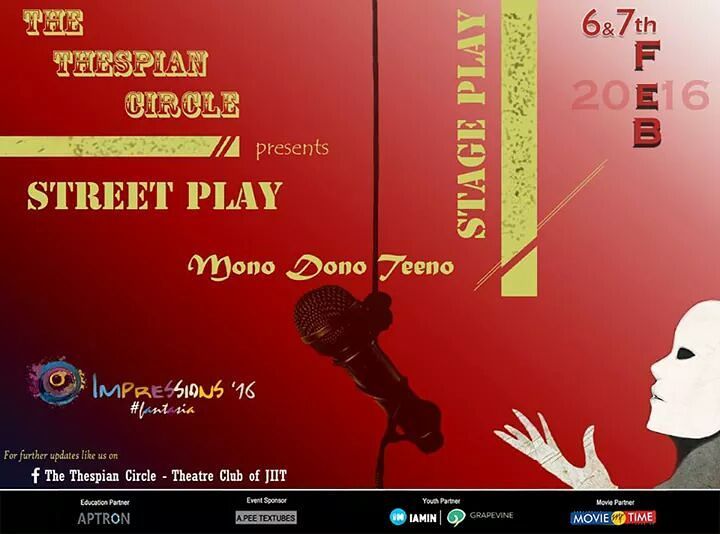 THE
THESPIAN
CIRCLE
presents
STREET PLAY
STAGE PLAY
Mono Dono Teeno
6&7th
FEB
2016
IMPRESSIONS '16
#fantasia
For further updates like us on
f The Thespian Circle - Theatre Club of JIIT
Education Partner
APTRON
Event Sponsor
A.PEE TEXTUBES
Youth Partner
IAMIN
GRAPEVINE
Movie Partner
MOVIE TIME